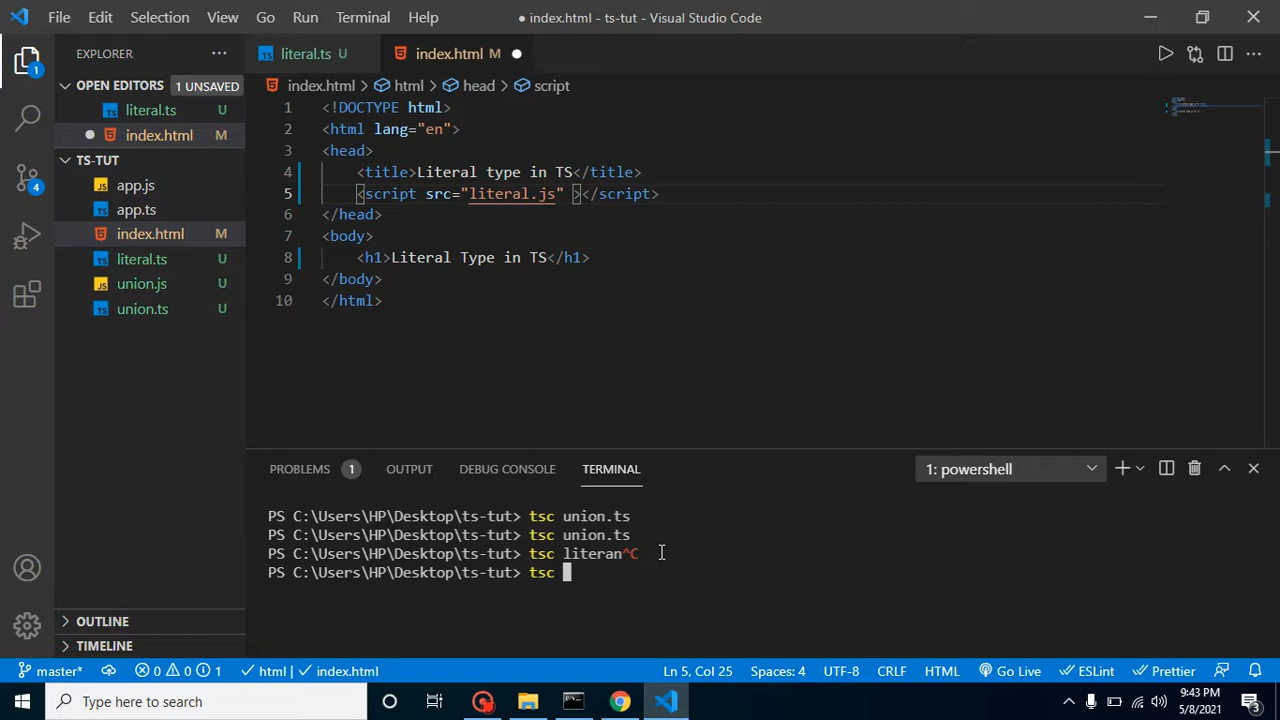 File Edit Selection View Go Run Terminal Help
● index.html - ts-tut - Visual Studio Code
EXPLORER
OPEN EDITORS 1 UNSAVED
TS literal.ts U
index.html M
TS-TUT
app.js
TS app.ts
index.html M
TS literal.ts U
union.js U
TS union.ts U
OUTLINE
TIMELINE
1
4
TS literal.ts U
index.html M
index.html > html > head > script
1 <!DOCTYPE html>
2 <html lang="en">
3 <head>
4 <title>Literal type in TS</title>
5 <script src="literal.js" ></script>
6 </head>
7 <body>
8 <h1>Literal Type in TS</h1>
9 </body>
10 </html>
PROBLEMS 1 OUTPUT DEBUG CONSOLE TERMINAL
1: powershell
PS C:\Users\HP\Desktop\ts-tut> tsc union.ts
PS C:\Users\HP\Desktop\ts-tut> tsc union.ts
PS C:\Users\HP\Desktop\ts-tut> tsc literan^C
PS C:\Users\HP\Desktop\ts-tut> tsc
master* 0 0 1 html | index.html
Ln 5, Col 25 Spaces: 4 UTF-8 CRLF HTML Go Live ESLint Prettier
Type here to search
9:43 PM
5/8/2021
3